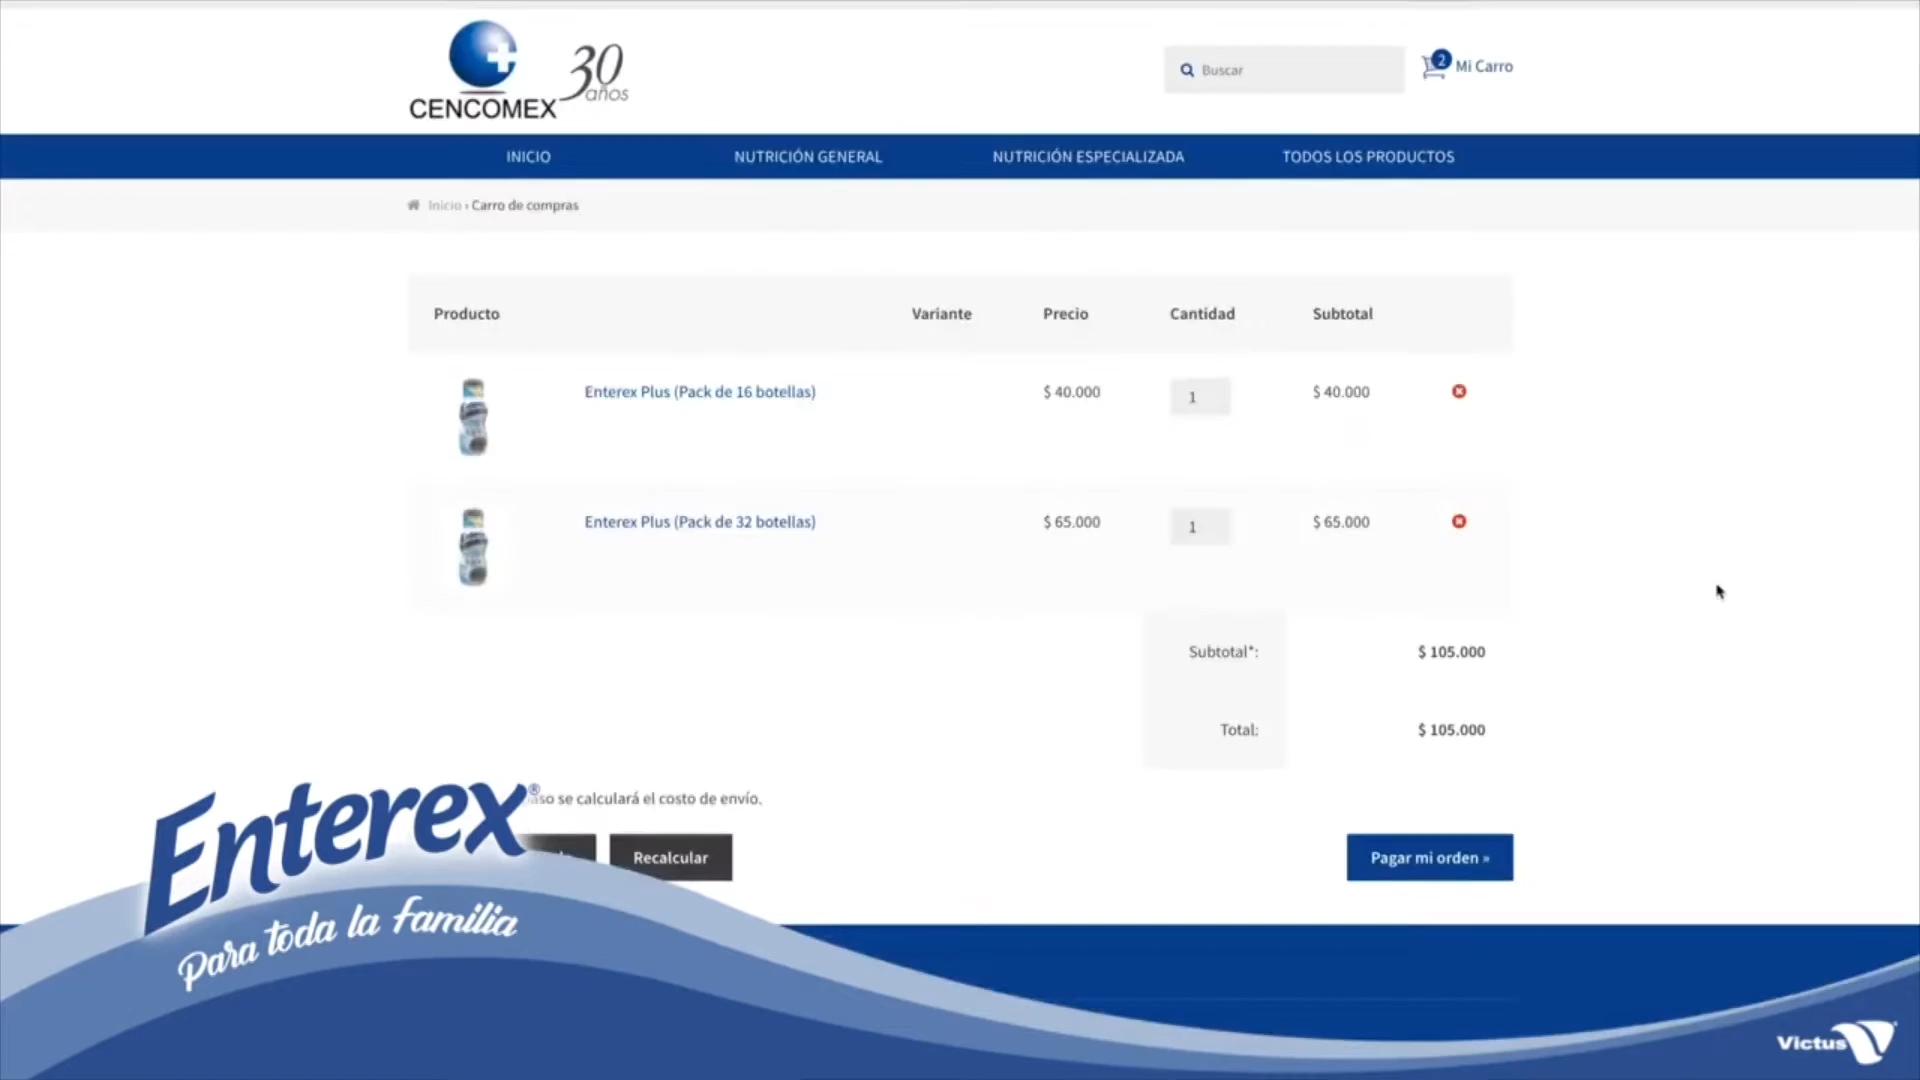 CENCOMEX
30
años
Buscar
2
Mi Carro
INICIO
NUTRICIÓN GENERAL
NUTRICIÓN ESPECIALIZADA
TODOS LOS PRODUCTOS
Inicio › Carro de compras
Producto Variante Precio Cantidad Subtotal
Enterex Plus (Pack de 16 botellas) $ 40.000 1 $ 40.000
Enterex Plus (Pack de 32 botellas) $ 65.000 1 $ 65.000
Subtotal*: $ 105.000
Total: $ 105.000
se calculará el costo de envío.
Recalcular
Pagar mi orden »
Enterex®
Para toda la familia
Victus